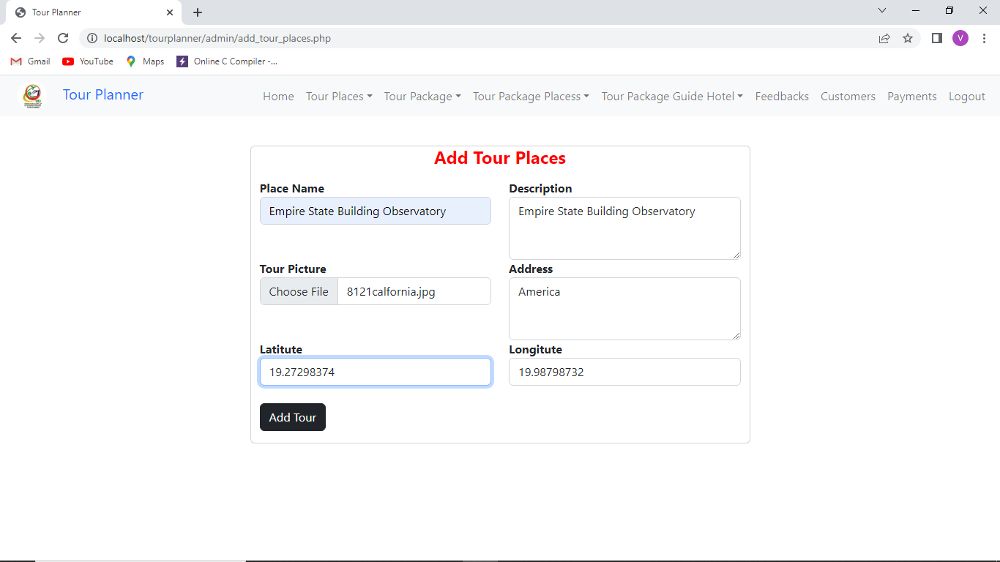 Tour Planner
localhost/tourplanner/admin/add_tour_places.php
V
Gmail YouTube Maps Online C Compiler -...
Tour Planner Home Tour Places Tour Package Tour Package Placess Tour Package Guide Hotel Feedbacks Customers Payments Logout
Add Tour Places
Place Name Description
Empire State Building Observatory Empire State Building Observatory
Tour Picture Address
Choose File 8121calfornia.jpg America
Latitute Longitute
19.27298374 19.98798732
Add Tour